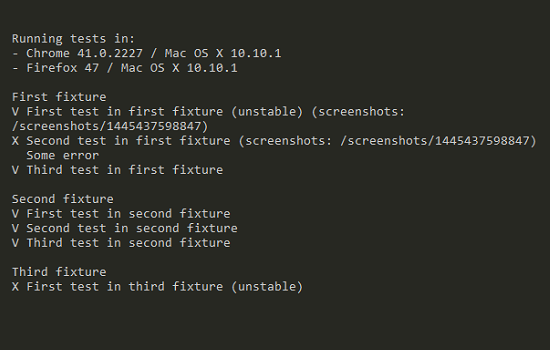 Running tests in:
- Chrome 41.0.2227 / Mac OS X 10.10.1
- Firefox 47 / Mac OS X 10.10.1
First fixture
V First test in first fixture (unstable) (screenshots:
/screenshots/1445437598847)
X Second test in first fixture (screenshots: /screenshots/1445437598847)
Some error
V Third test in first fixture
Second fixture
V First test in second fixture
V Second test in second fixture
V Third test in second fixture
Third fixture
X First test in third fixture (unstable)